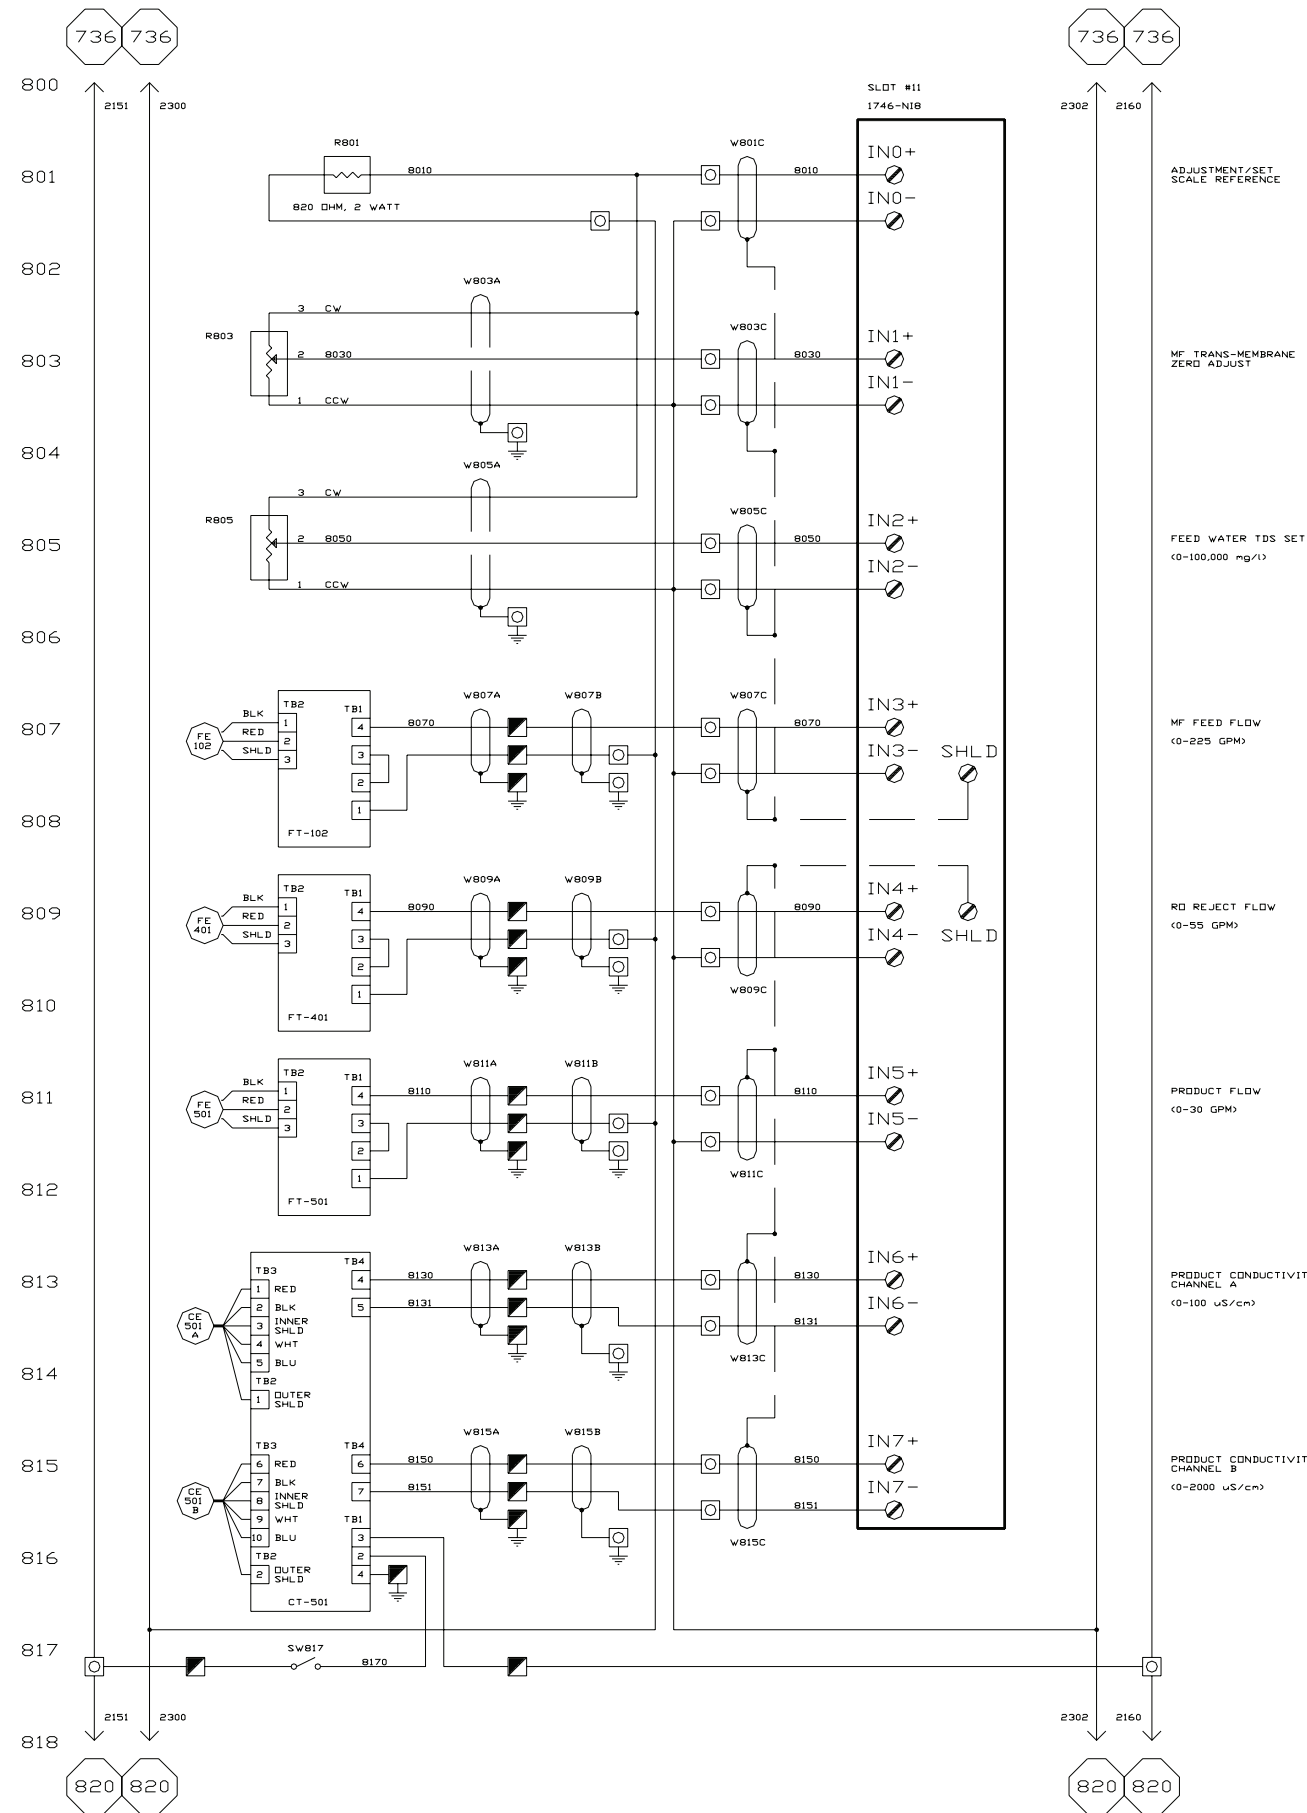 736 736 736 736
800
2151 2300 2302 2160
SLOT #11
1746-NI8
R801 W801C
801 8010 8010 IN0+ ADJUSTMENT/SET
SCALE REFERENCE
820 OHM, 2 WATT IN0-
802
W803A
3 CW
R803 W803C
803 2 8030 8030 IN1+ MF TRANS-MEMBRANE
ZERO ADJUST
1 CCW IN1-
804
W805A
3 CW
R805 W805C
805 2 8050 8050 IN2+ FEED WATER TDS SET
(0-100,000 mg/l)
1 CCW IN2-
806
TB2 TB1 W807A W807B W807C
807 FE 102 BLK 1 4 8070 8070 IN3+ MF FEED FLOW
RED 2 (0-225 GPM)
SHLD 3 3 IN3- SHLD
2
1
808
FT-102
TB2 TB1 W809A W809B
809 FE 401 BLK 1 4 8090 8090 IN4+ RO REJECT FLOW
RED 2 (0-55 GPM)
SHLD 3 3 IN4- SHLD
2
1 W809C
810
FT-401
TB2 TB1 W811A W811B
811 FE 501 BLK 1 4 8110 8110 IN5+ PRODUCT FLOW
RED 2 (0-30 GPM)
SHLD 3 3 IN5-
2
1 W811C
812
FT-501
W813A W813B
TB3 TB4
813 1 RED 4 8130 8130 IN6+ PRODUCT CONDUCTIVIT
CHANNEL A
2 BLK 5 8131 IN6- (0-100 uS/cm)
CE 501 A 3 INNER
SHLD 8131
4 WHT
5 BLU W813C
814
TB2
1 OUTER
SHLD
W815A W815B
TB3 TB4
815 6 RED 6 8150 8150 IN7+ PRODUCT CONDUCTIVIT
CHANNEL B
7 BLK 7 8151 IN7- (0-2000 uS/cm)
CE 501 B 8 INNER
SHLD 8151
9 WHT TB1
10 BLU 3 W815C
816
TB2 2
2 OUTER
SHLD 4
CT-501
817 SW817
8170
2151 2300 2302 2160
818
820 820 820 820